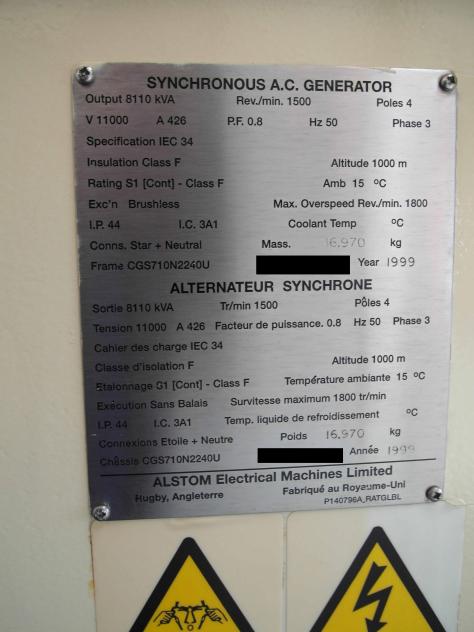 SYNCHRONOUS A.C. GENERATOR
Output 8110 kVA Rev./min. 1500 Poles 4
V 11000 A 426 P.F. 0.8 Hz 50 Phase 3
Specification IEC 34
Insulation Class F Altitude 1000 m
Rating S1 [Cont] - Class F Amb 15 ºC
Exc'n Brushless Max. Overspeed Rev./min. 1800
I.P. 44 I.C. 3A1 Coolant Temp ºC
Conns. Star + Neutral Mass. 16.970 kg
Frame CGS710N2240U Year 1999
ALTERNATEUR SYNCHRONE
Sortie 8110 kVA Tr/min 1500 Pôles 4
Tension 11000 A 426 Facteur de puissance. 0.8 Hz 50 Phase 3
Cahier des charge IEC 34
Classe d'isolation F Altitude 1000 m
Etalonnage G1 [Cont] - Class F Température ambiante 15 ºC
Exécution Sans Balais Survitesse maximum 1800 tr/min
I.P. 44 I.C. 3A1 Temp. liquide de refroidissement ºC
Connexions Etoile + Neutre Poids 16.970 kg
Châssis CGS710N2240U Année 1999
ALSTOM Electrical Machines Limited
Rugby, Angleterre Fabriqué au Royaume-Uni
P140796A_RATGLBL